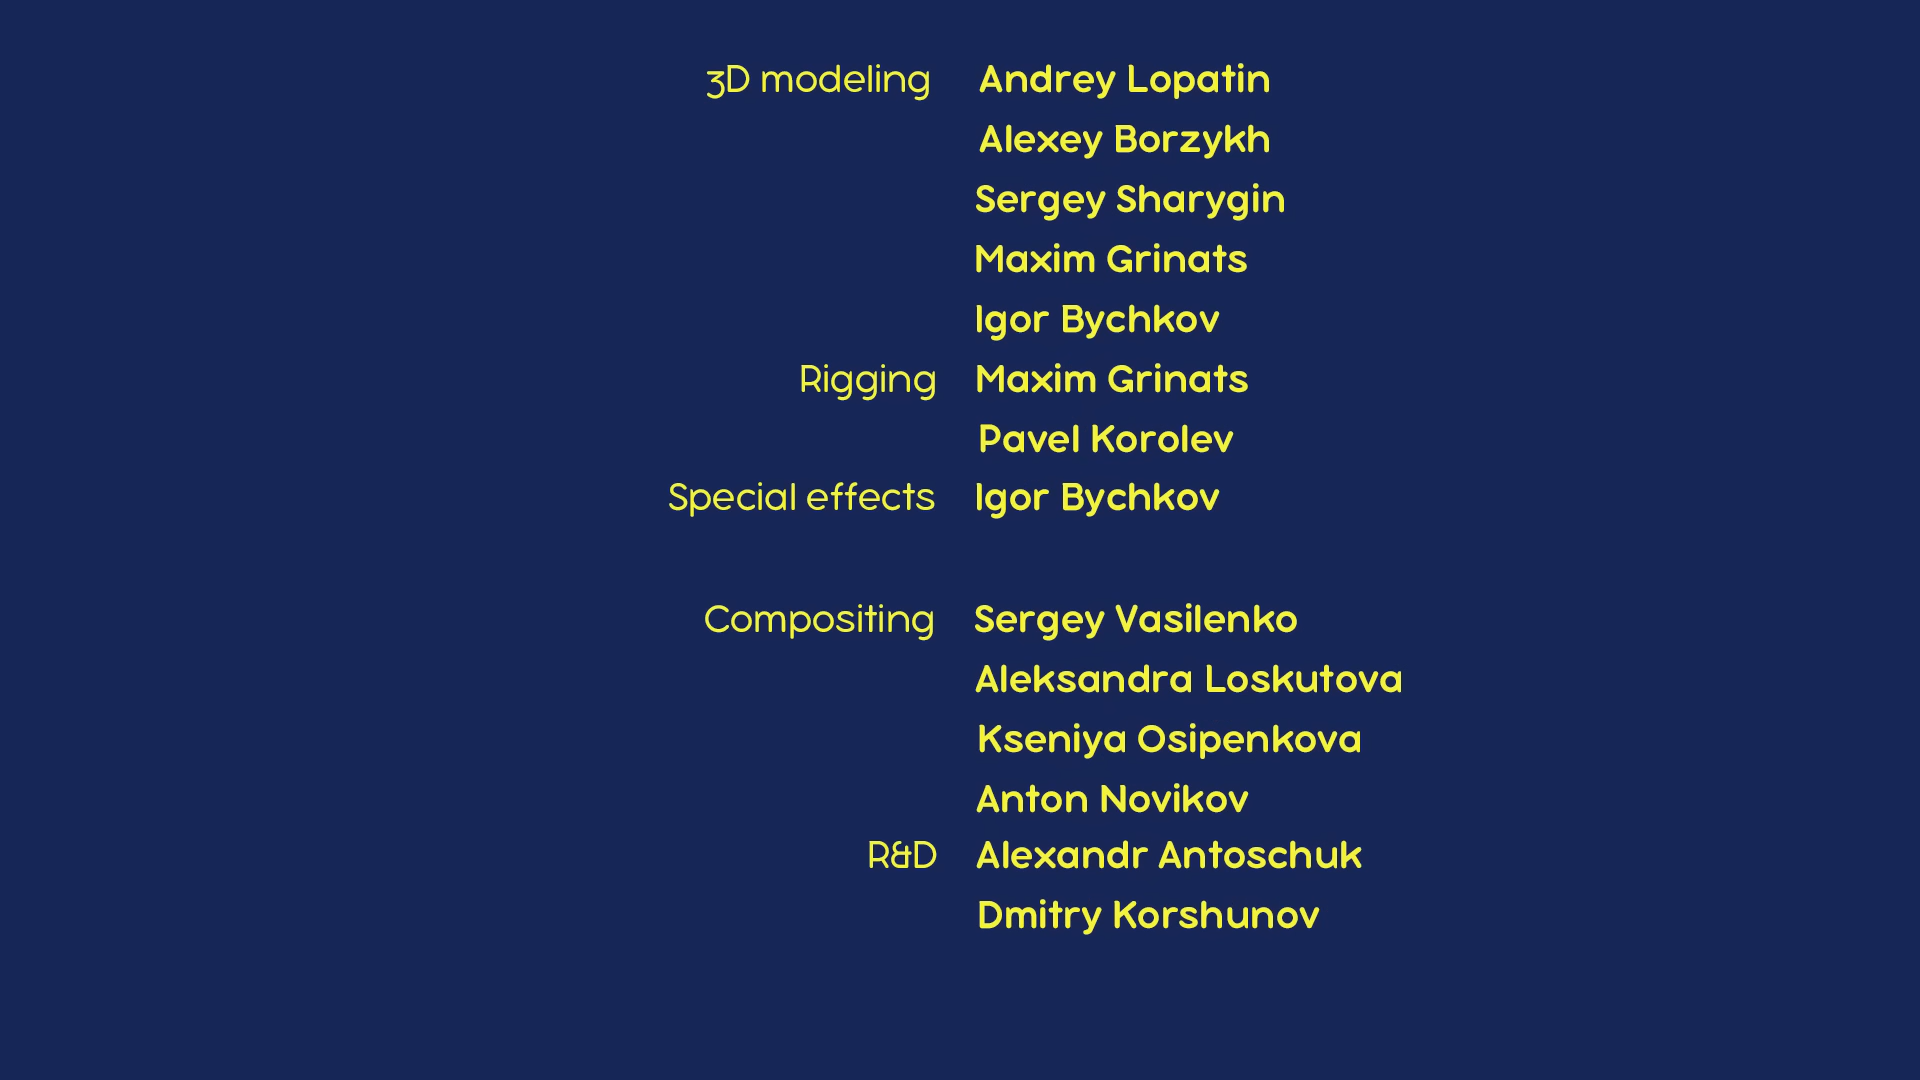 3D modeling Andrey Lopatin
Alexey Borzykh
Sergey Sharygin
Maxim Grinats
Igor Bychkov
Rigging Maxim Grinats
Pavel Korolev
Special effects Igor Bychkov
Compositing Sergey Vasilenko
Aleksandra Loskutova
Kseniya Osipenkova
Anton Novikov
R&D Alexandr Antoschuk
Dmitry Korshunov